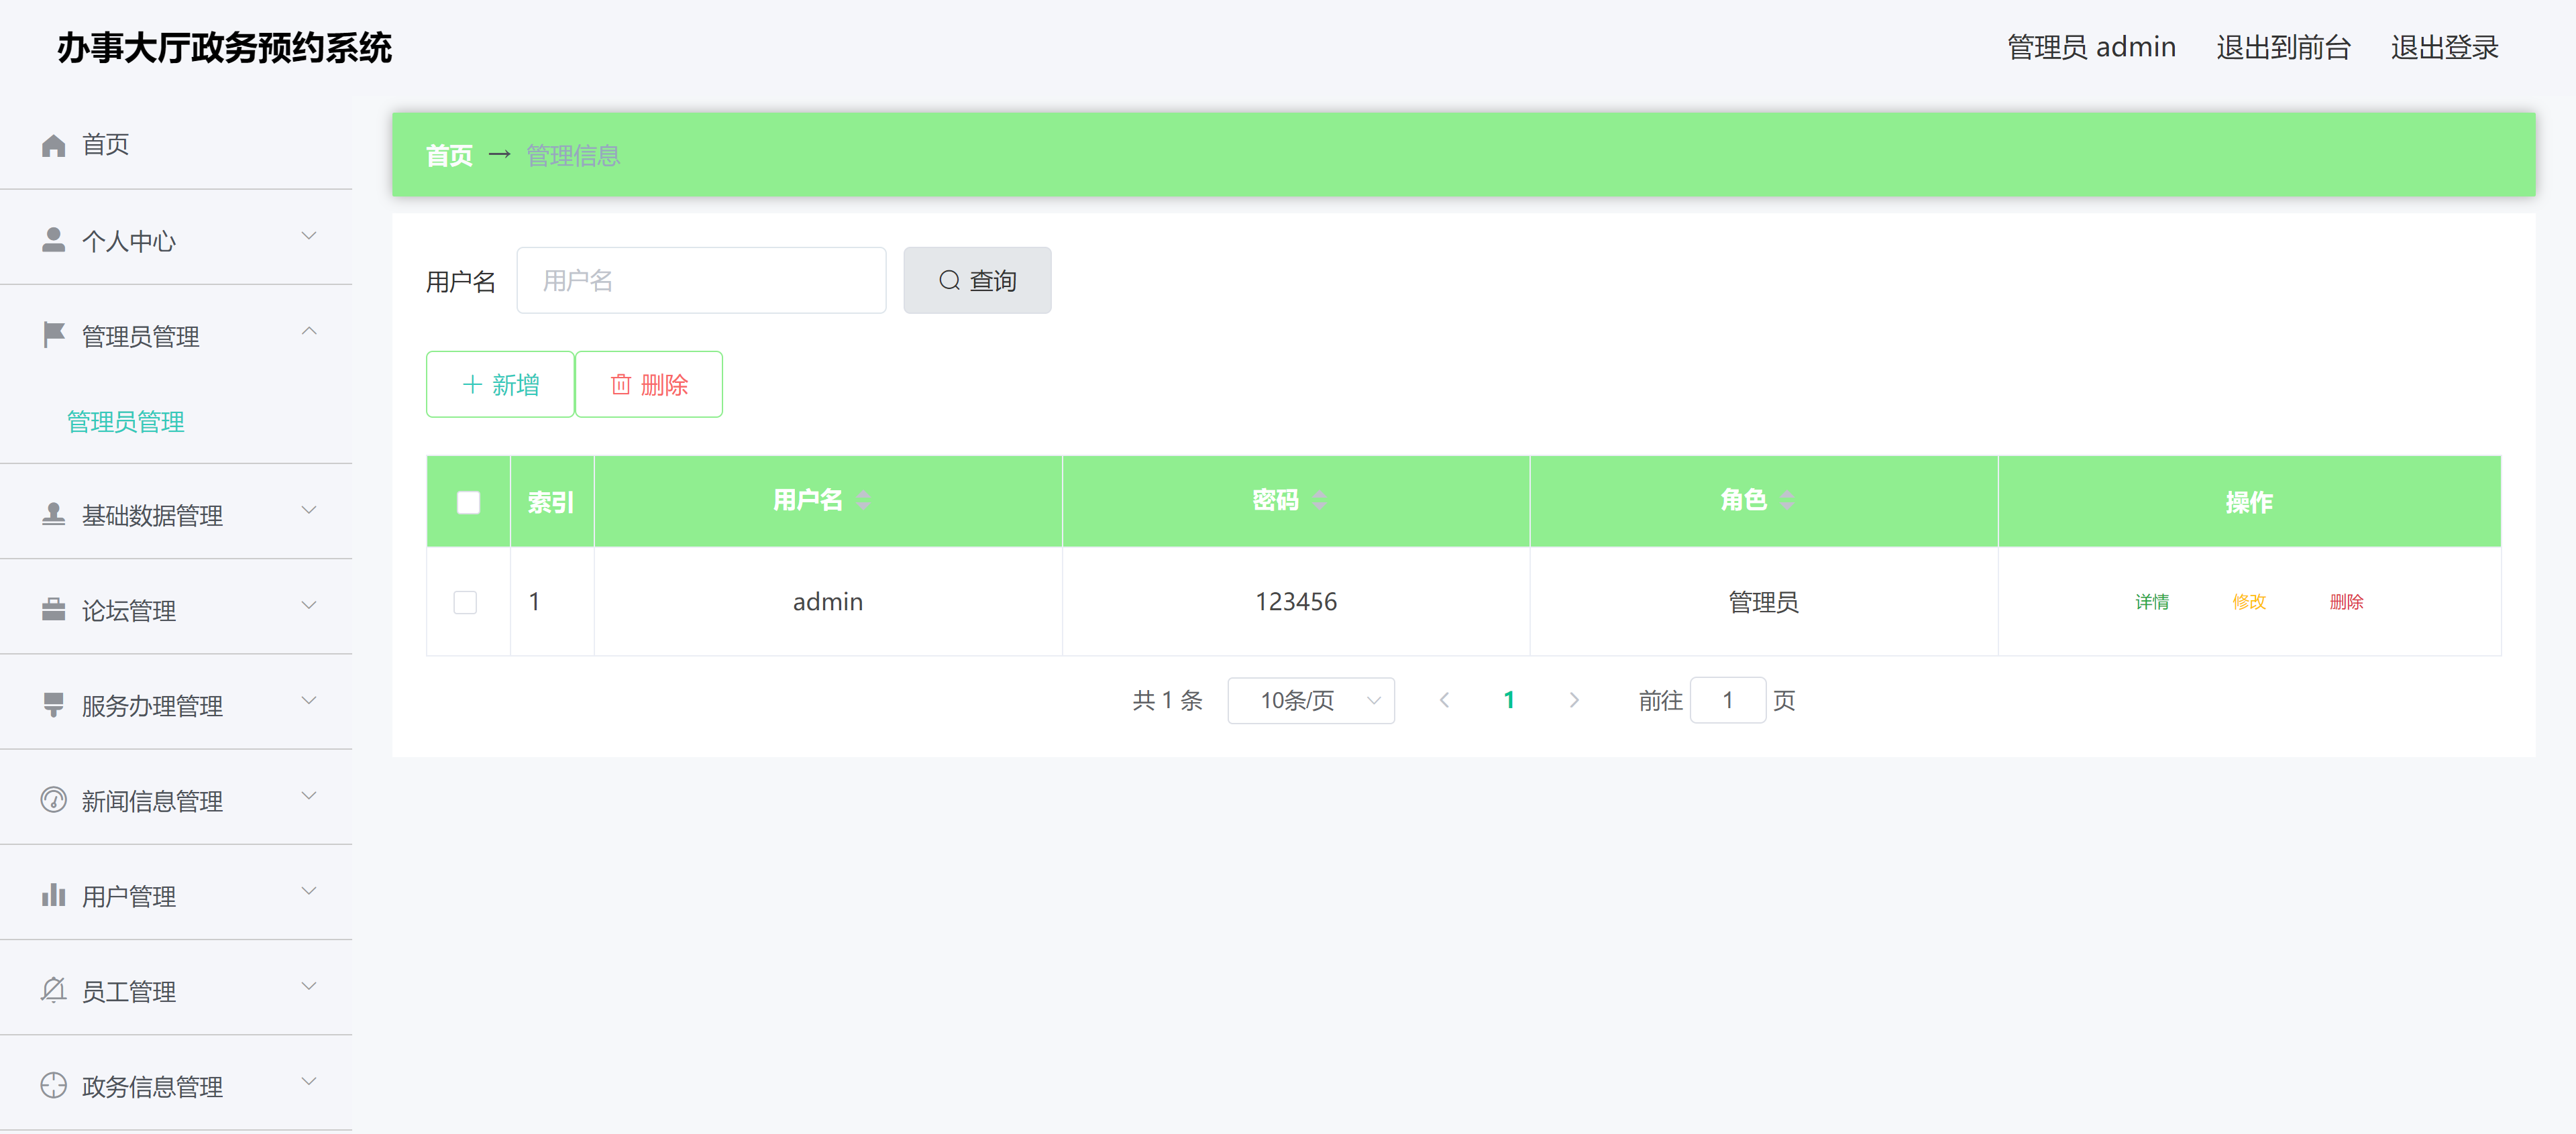 办事大厅政务预约系统
管理员 admin 退出到前台 退出登录
首页
个人中心
管理员管理
管理员管理
基础数据管理
论坛管理
服务办理管理
新闻信息管理
用户管理
员工管理
政务信息管理
首页 → 管理信息
用户名 用户名 查询
新增 删除
索引 用户名 密码 角色 操作
1 admin 123456 管理员 详情 修改 删除
共 1 条 10条/页 1 前往 1 页